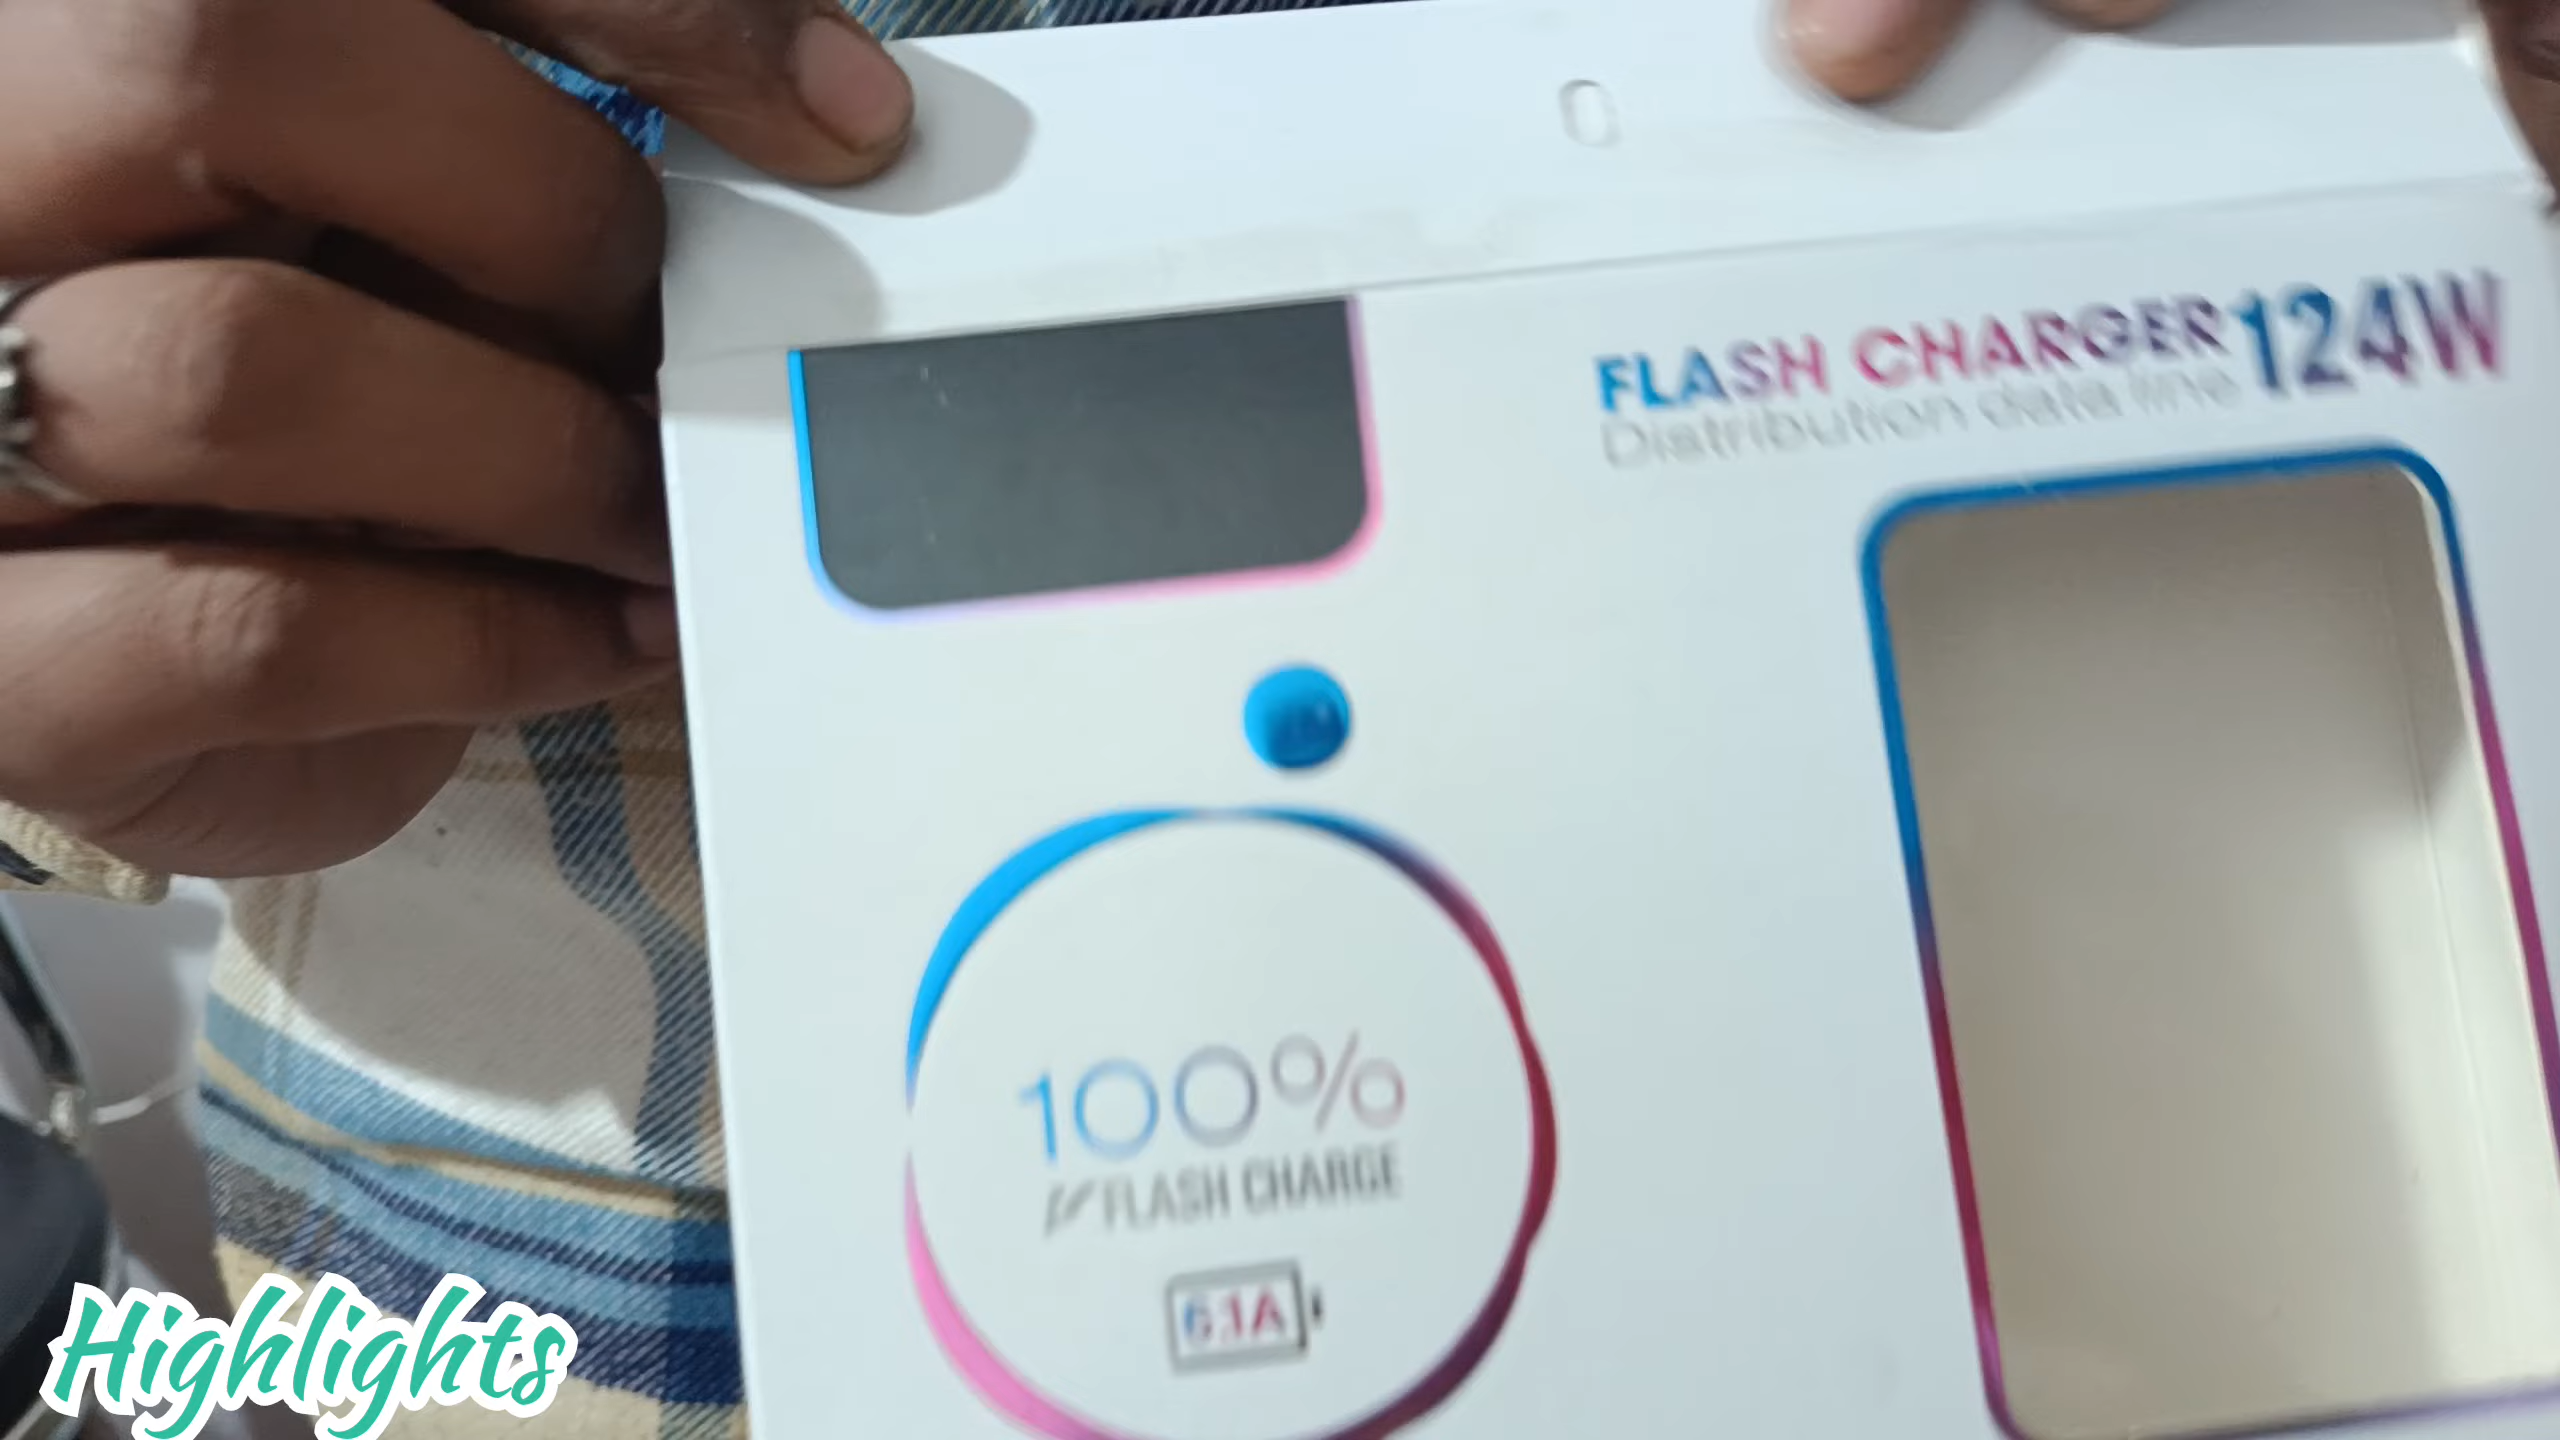 FLASH CHARGER 124W
Distribution data line
100%
FLASH CHARGE
6.1A
Highlights